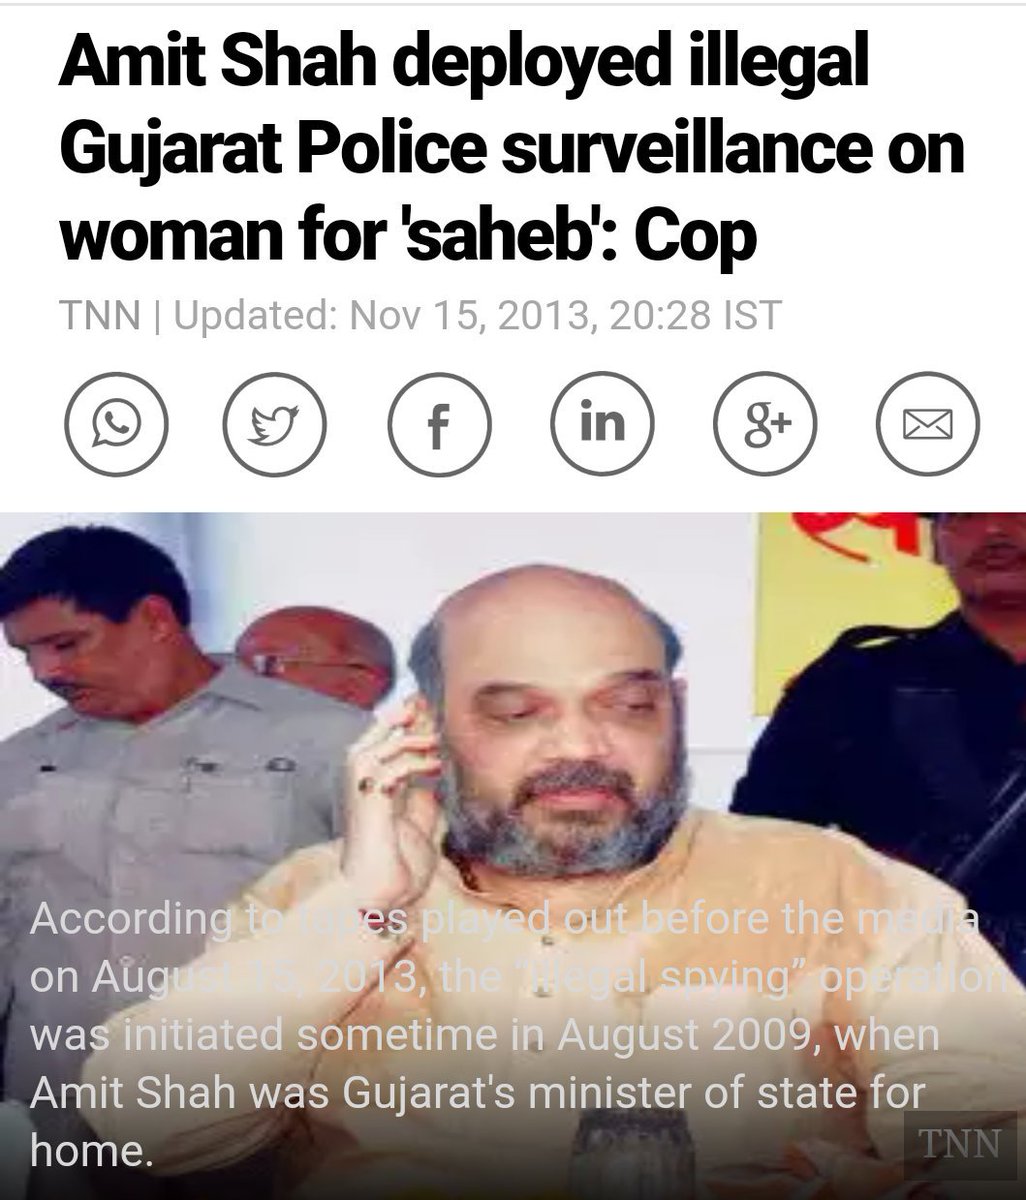 Amit Shah deployed illegal
Gujarat Police surveillance on
woman for 'saheb': Cop
TNN | Updated: Nov 15, 2013, 20:28 IST
f
in
g+
According to tapes played out before the media
on August 15, 2013, the “illegal spying” operation
was initiated sometime in August 2009, when
Amit Shah was Gujarat's minister of state for
home.
TNN